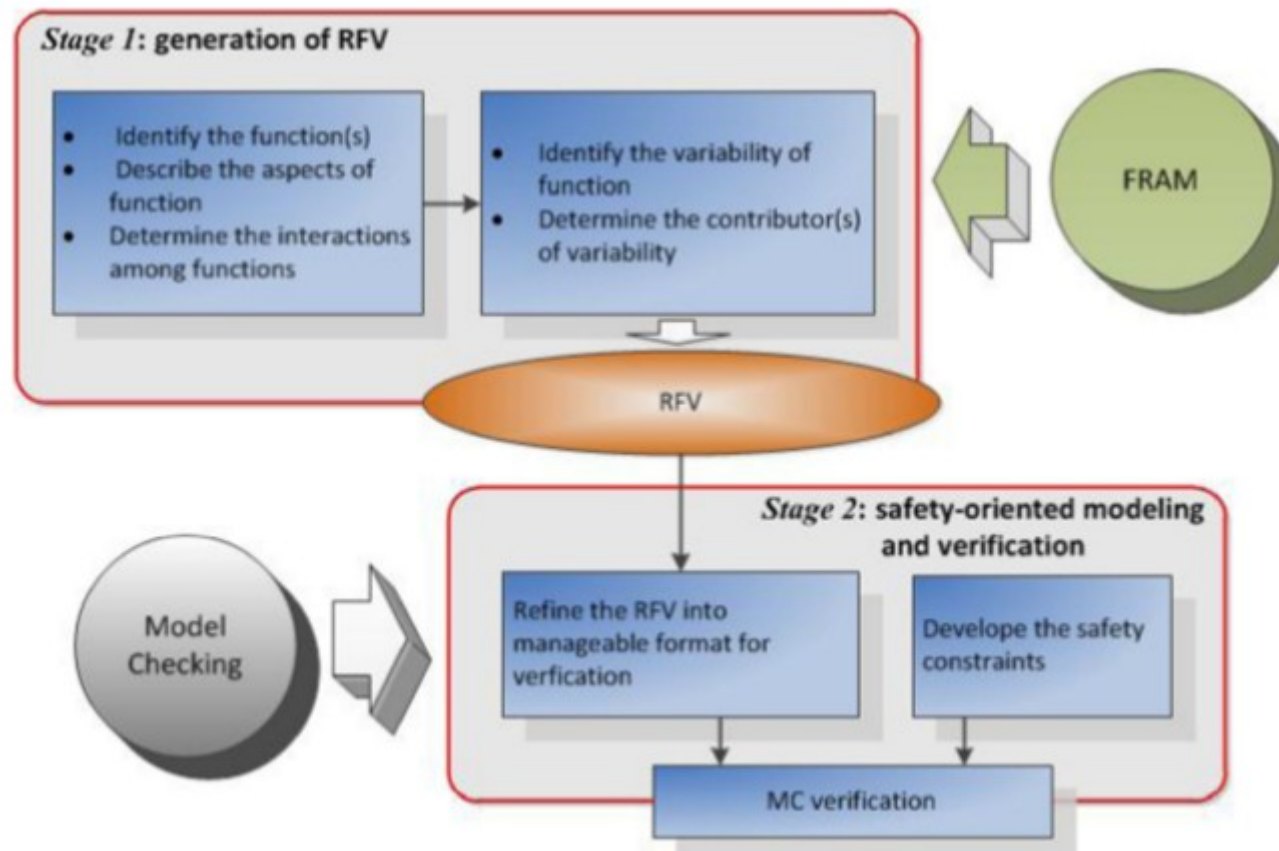 Stage 1: generation of RFV
• Identify the function(s)
• Describe the aspects of
function
• Determine the interactions
among functions
• Identify the variability of
function
• Determine the contributor(s)
of variability
FRAM
RFV
Stage 2: safety-oriented modeling
and verification
Model
Checking
Refine the RFV into
manageable format for
verfication
Develope the safety
constraints
MC verification